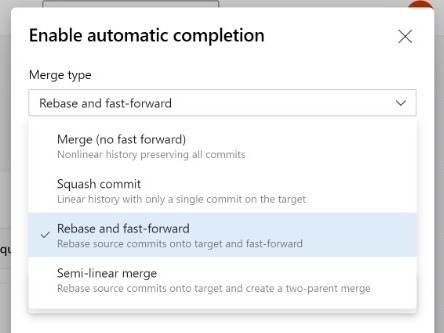 Enable automatic completion
Merge type
Rebase and fast-forward
Merge (no fast forward)
Nonlinear history preserving all commits
Squash commit
Linear history with only a single commit on the target
Rebase and fast-forward
Rebase source commits onto target and fast-forward
Semi-linear merge
Rebase source commits onto target and create a two-parent merge